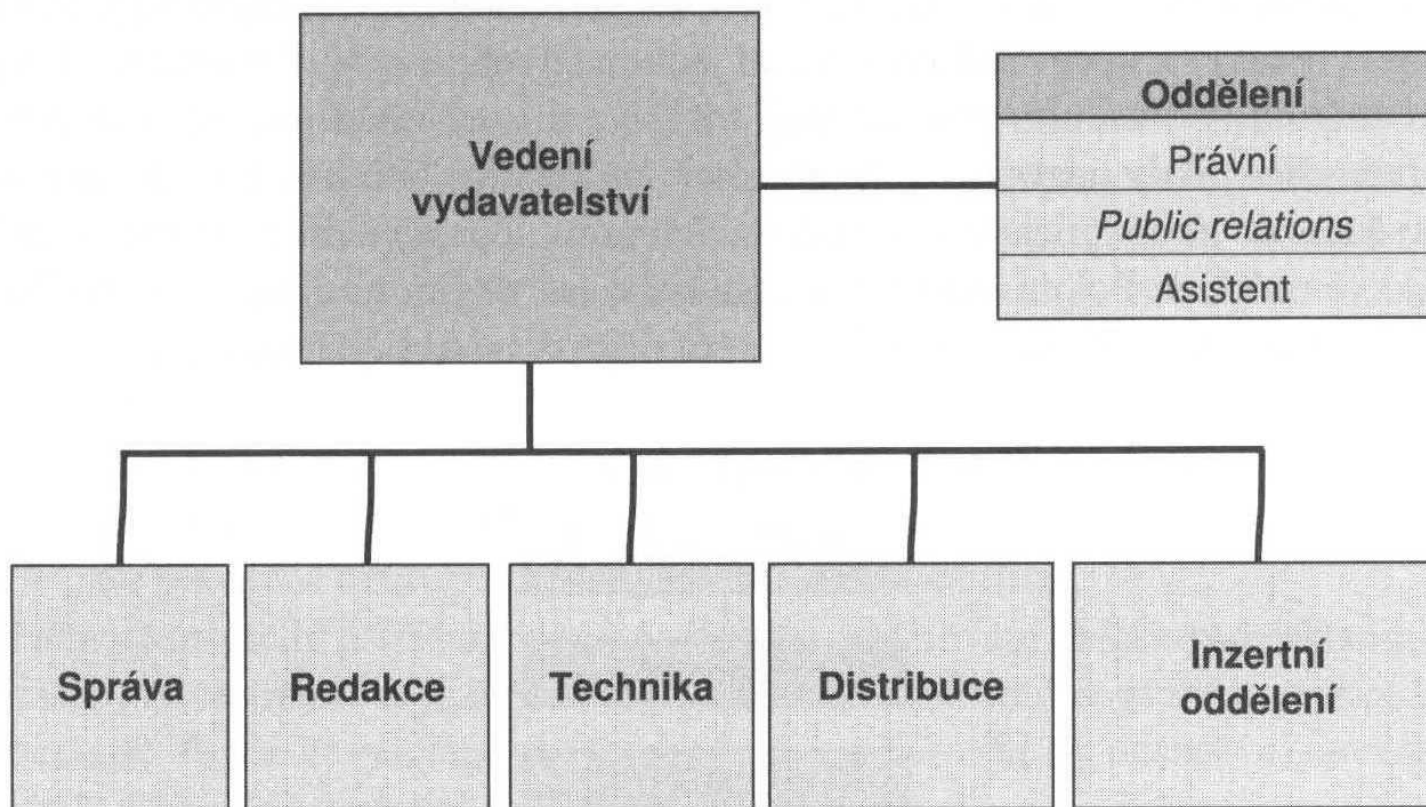 Vedení
vydavatelství
Oddělení
Právní
Public relations
Asistent
Správa
Redakce
Technika
Distribuce
Inzertní
oddělení